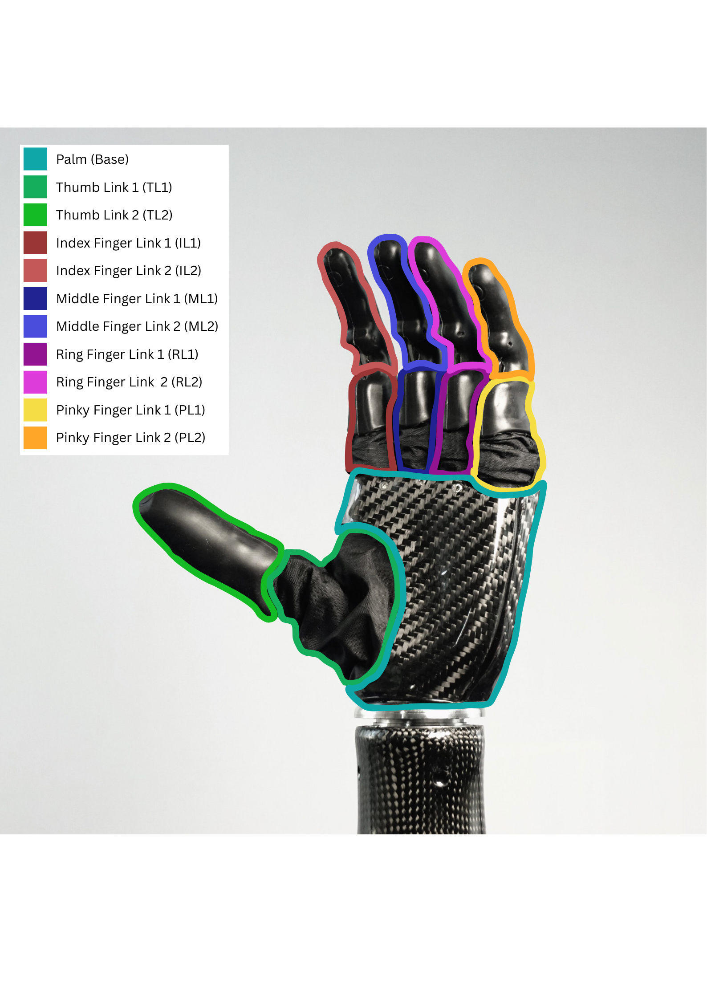 Palm (Base)
Thumb Link 1 (TL1)
Thumb Link 2 (TL2)
Index Finger Link 1 (IL1)
Index Finger Link 2 (IL2)
Middle Finger Link 1 (ML1)
Middle Finger Link 2 (ML2)
Ring Finger Link 1 (RL1)
Ring Finger Link  2 (RL2)
Pinky Finger Link 1 (PL1)
Pinky Finger Link 2 (PL2)